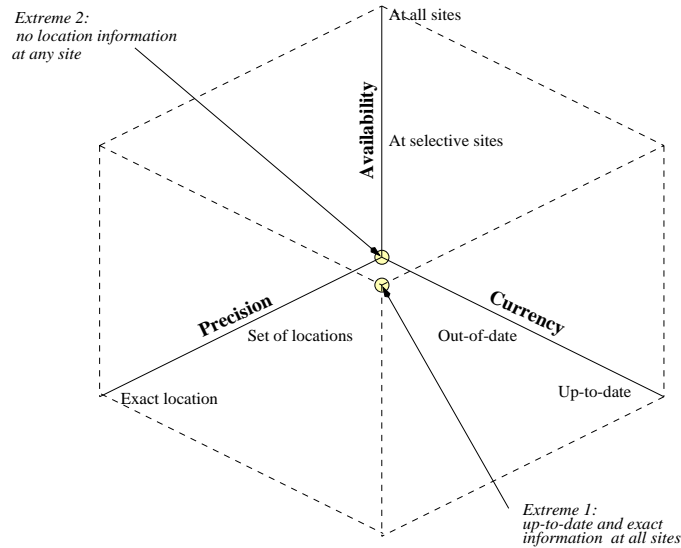 Extreme 2:
no location information
at any site
At all sites
Availability
At selective sites
Precision
Set of locations
Exact location
Currency
Out-of-date
Up-to-date
Extreme 1:
up-to-date and exact
information at all sites